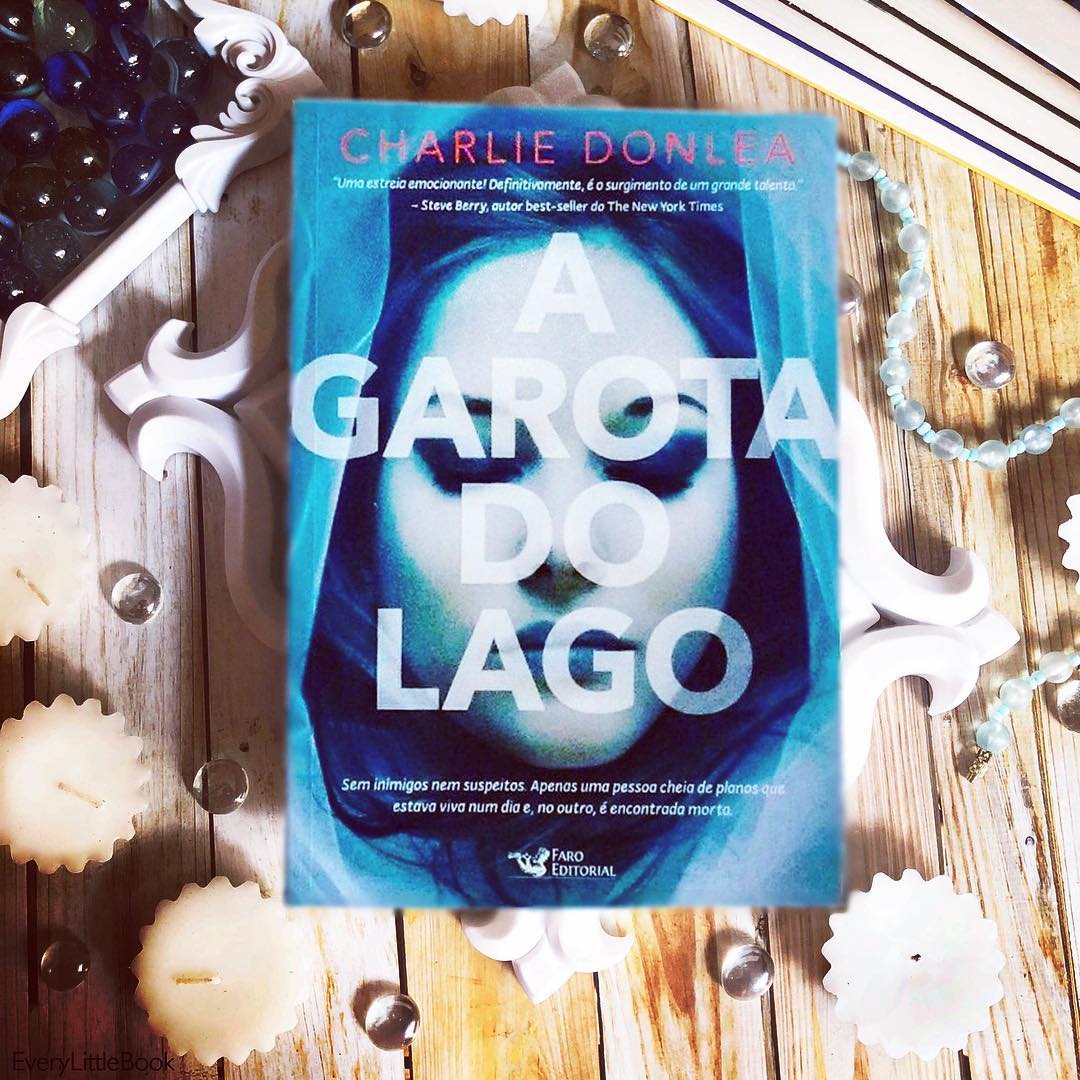 CHARLIE DONLEA
"Uma estreia emocionante! Definitivamente, é o surgimento de um grande talento."
– Steve Berry, autor best-seller do The New York Times
A
GAROTA
DO
LAGO
Sem inimigos nem suspeitos. Apenas uma pessoa cheia de planos que
estava viva num dia e, no outro, é encontrada morta.
FARO
EDITORIAL
EveryLittleBook